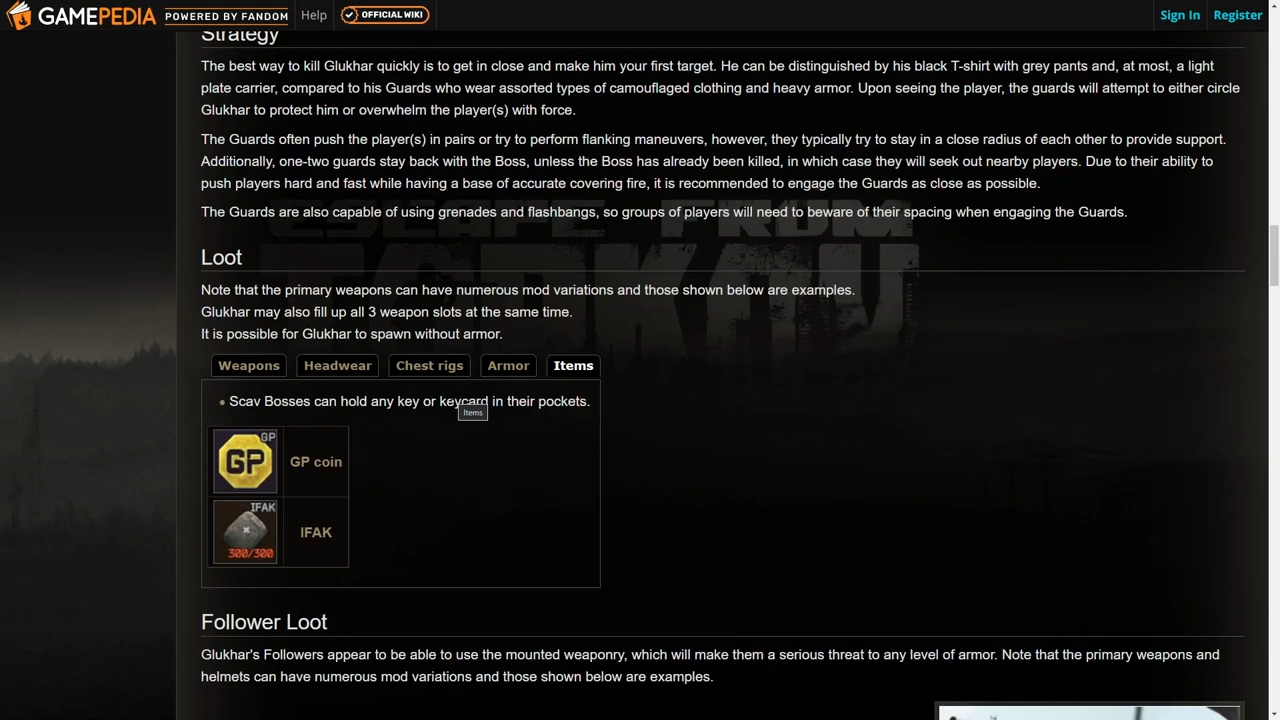 GAMEPEDIA POWERED BY FANDOM Help OFFICIAL WIKI Sign In Register
Strategy
The best way to kill Glukhar quickly is to get in close and make him your first target. He can be distinguished by his black T-shirt with grey pants and, at most, a light
plate carrier, compared to his Guards who wear assorted types of camouflaged clothing and heavy armor. Upon seeing the player, the guards will attempt to either circle
Glukhar to protect him or overwhelm the player(s) with force.
The Guards often push the player(s) in pairs or try to perform flanking maneuvers, however, they typically try to stay in a close radius of each other to provide support.
Additionally, one-two guards stay back with the Boss, unless the Boss has already been killed, in which case they will seek out nearby players. Due to their ability to
push players hard and fast while having a base of accurate covering fire, it is recommended to engage the Guards as close as possible.
The Guards are also capable of using grenades and flashbangs, so groups of players will need to beware of their spacing when engaging the Guards.
ESCAPE FROM
TARKOV
Loot
Note that the primary weapons can have numerous mod variations and those shown below are examples.
Glukhar may also fill up all 3 weapon slots at the same time.
It is possible for Glukhar to spawn without armor.
Weapons Headwear Chest rigs Armor Items
Scav Bosses can hold any key or keycard in their pockets.
Items
GP
GP GP coin
IFAK
300/300 IFAK
Follower Loot
Glukhar's Followers appear to be able to use the mounted weaponry, which will make them a serious threat to any level of armor. Note that the primary weapons and
helmets can have numerous mod variations and those shown below are examples.